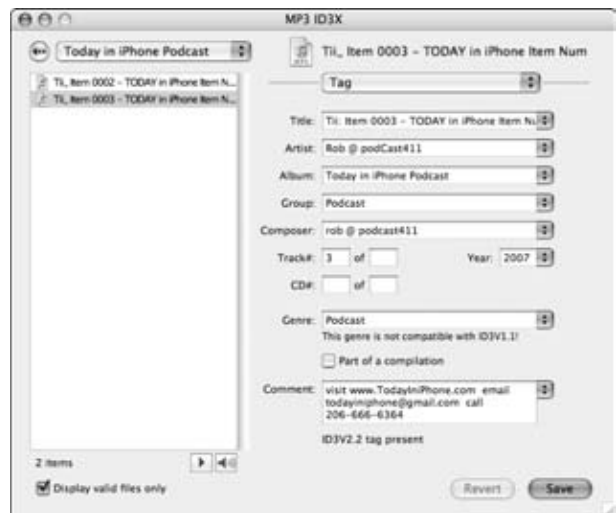 MP3 ID3X
Today in iPhone Podcast
Tii_ Item 0002 - TODAY in iPhone Item N...
Tii_ Item 0003 - TODAY in iPhone Item N...
2 items
Display valid files only
Tii_ Item 0003 - TODAY in iPhone Item Num
Tag
Title: Tii: Item 0003 - TODAY in iPhone Item Nu
Artist: Rob @ podCast411
Album: Today in iPhone Podcast
Group: Podcast
Composer: rob @ podcast411
Track#: 3 of Year: 2007
CD#: of
Genre: Podcast
This genre is not compatible with ID3V1.1!
Part of a compilation
Comment: visit www.TodayInIPhone.com email
todayiniphone@gmail.com call
206-666-6364
ID3V2.2 tag present
Revert Save